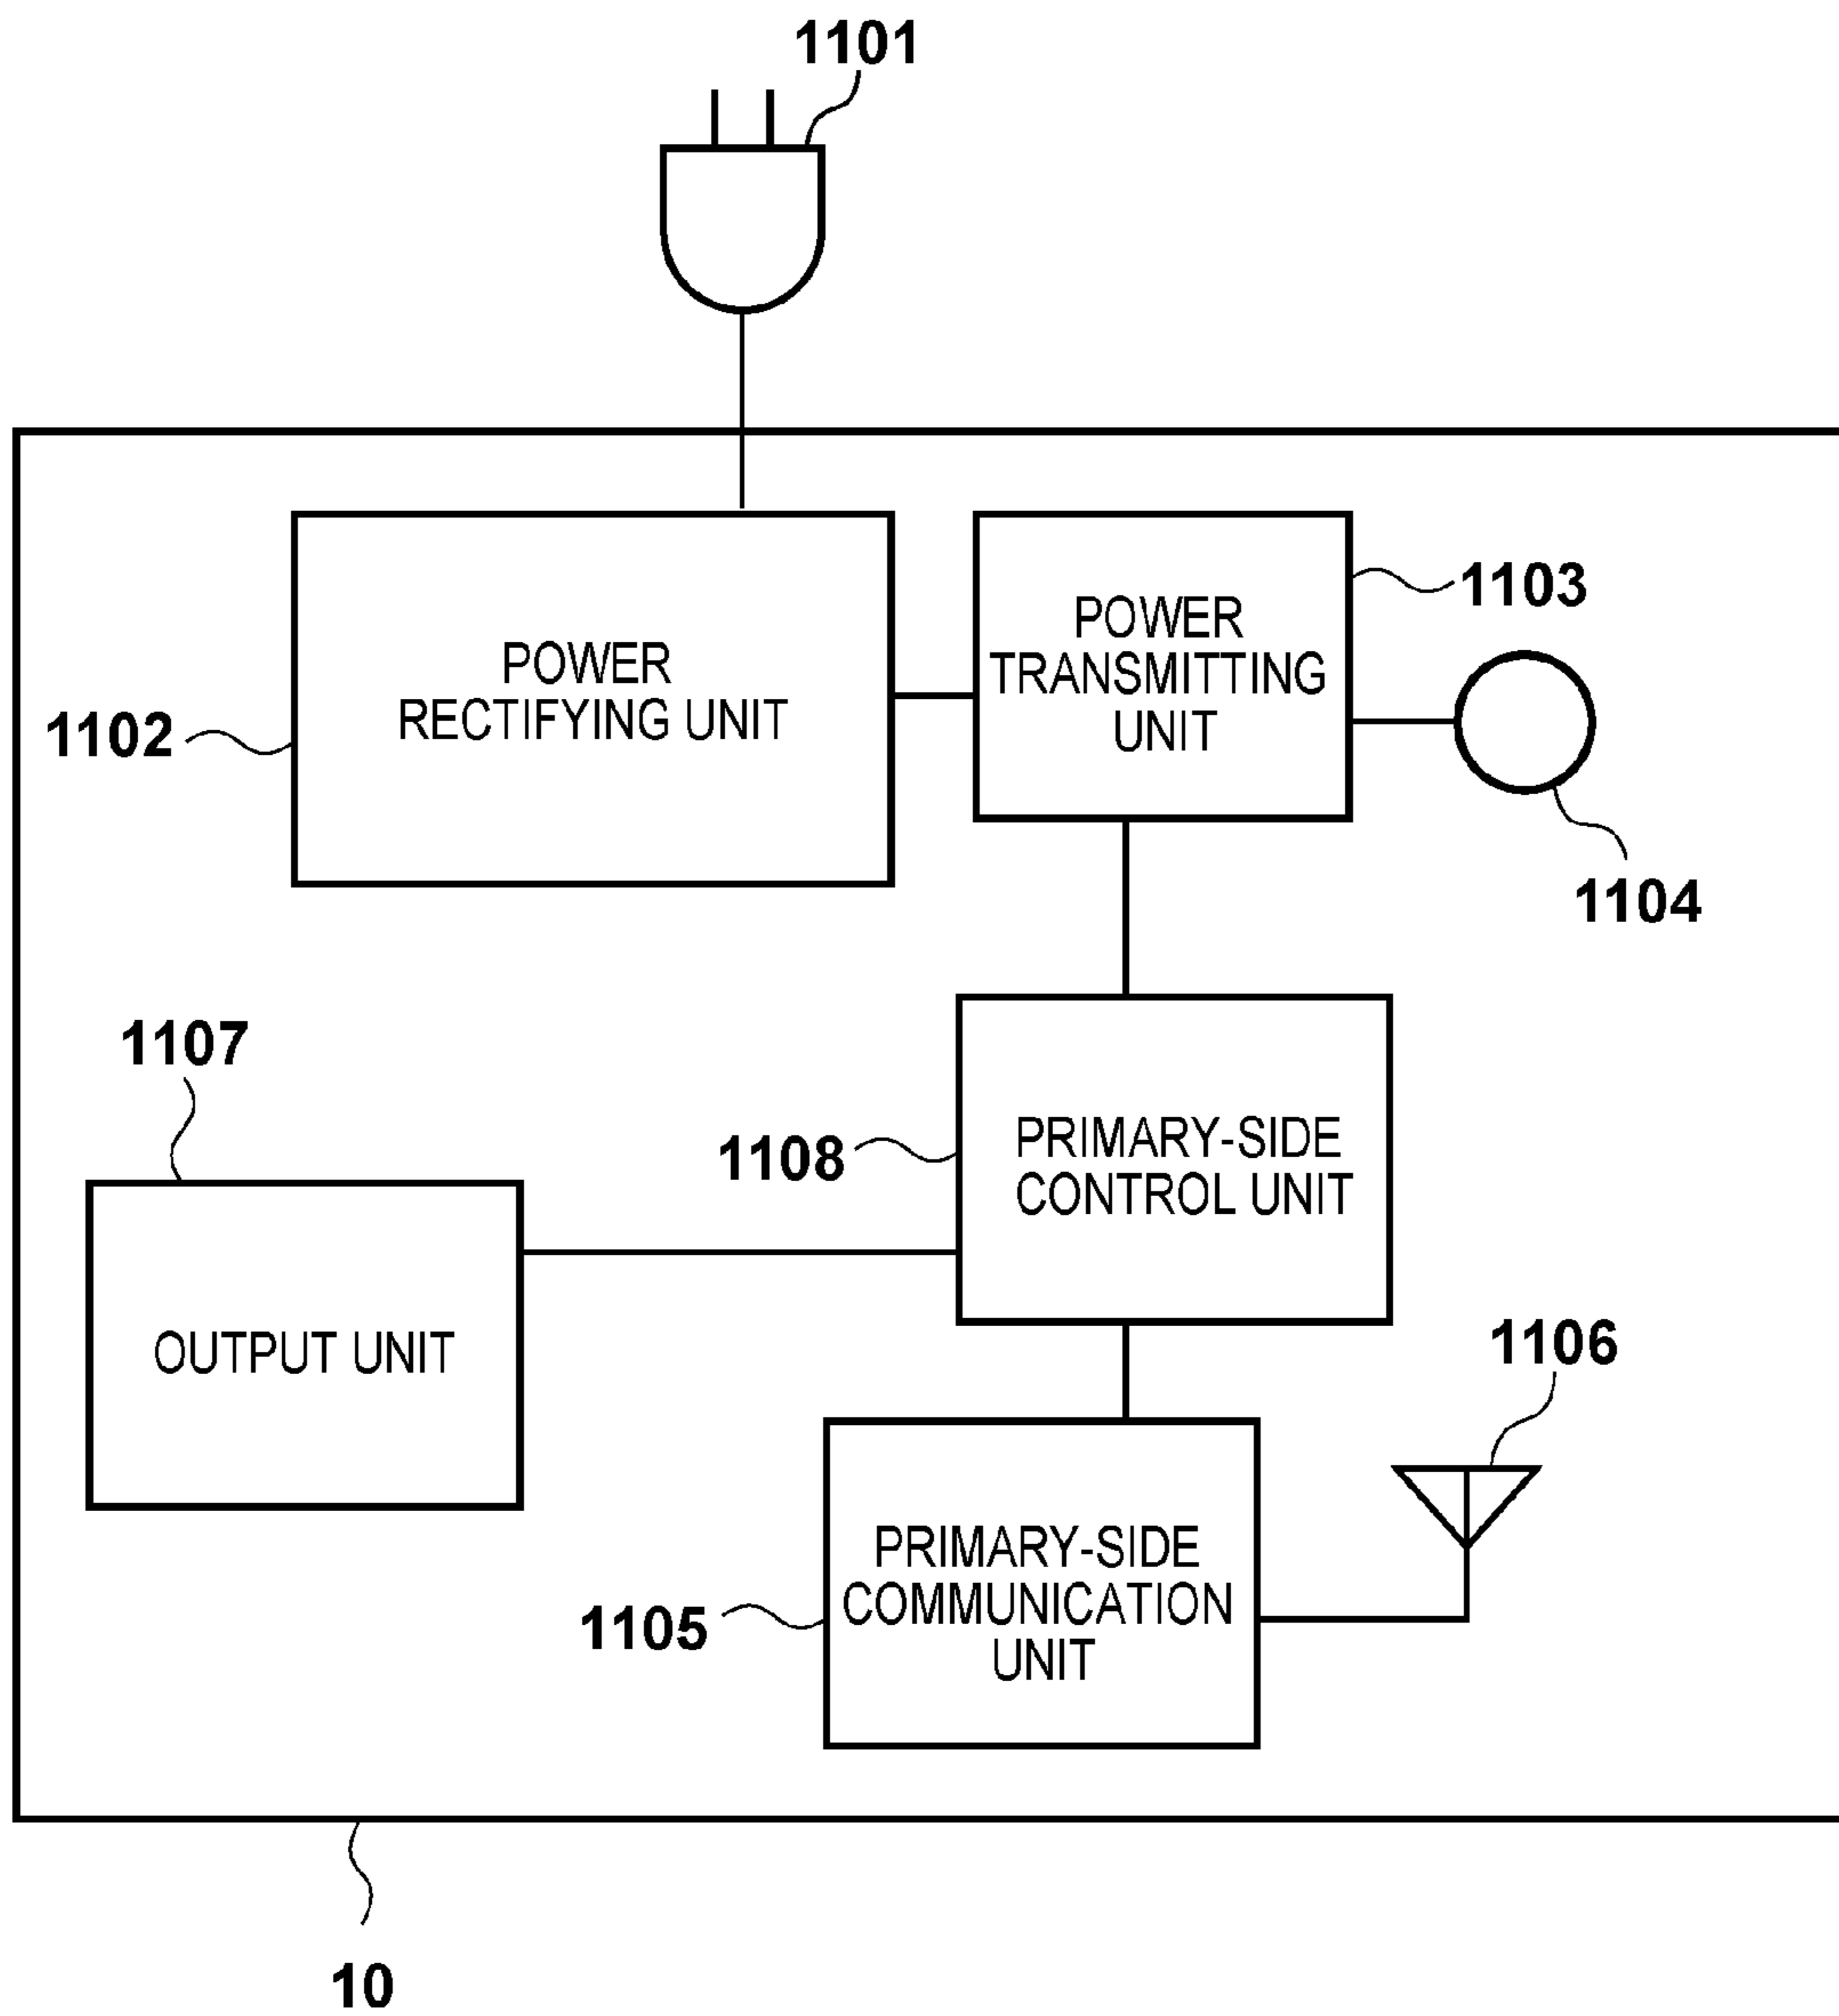 1101
POWER
RECTIFYING UNIT
1102
POWER
TRANSMITTING
UNIT
1103
1104
1107
OUTPUT UNIT
1108
PRIMARY-SIDE
CONTROL UNIT
1106
1105
PRIMARY-SIDE
COMMUNICATION
UNIT
10